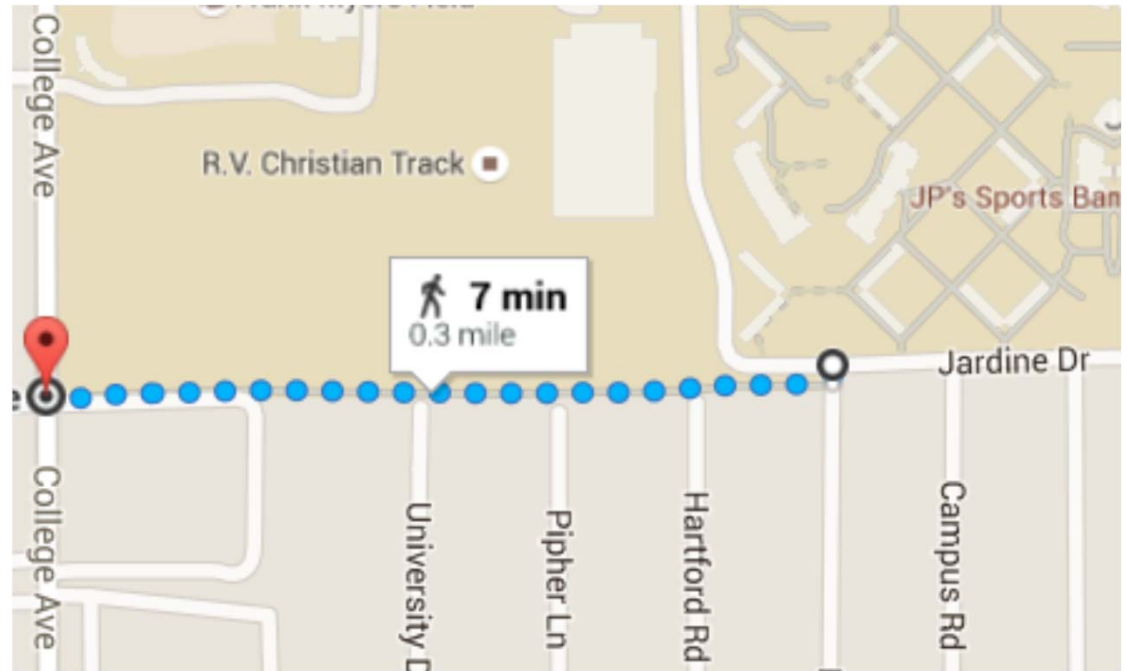 College Ave
R.V. Christian Track
JP's Sports
7 min
0.3 mile
Jardine Dr
College Ave
University
Pipher Ln
Hartford Rd
Campus Rd